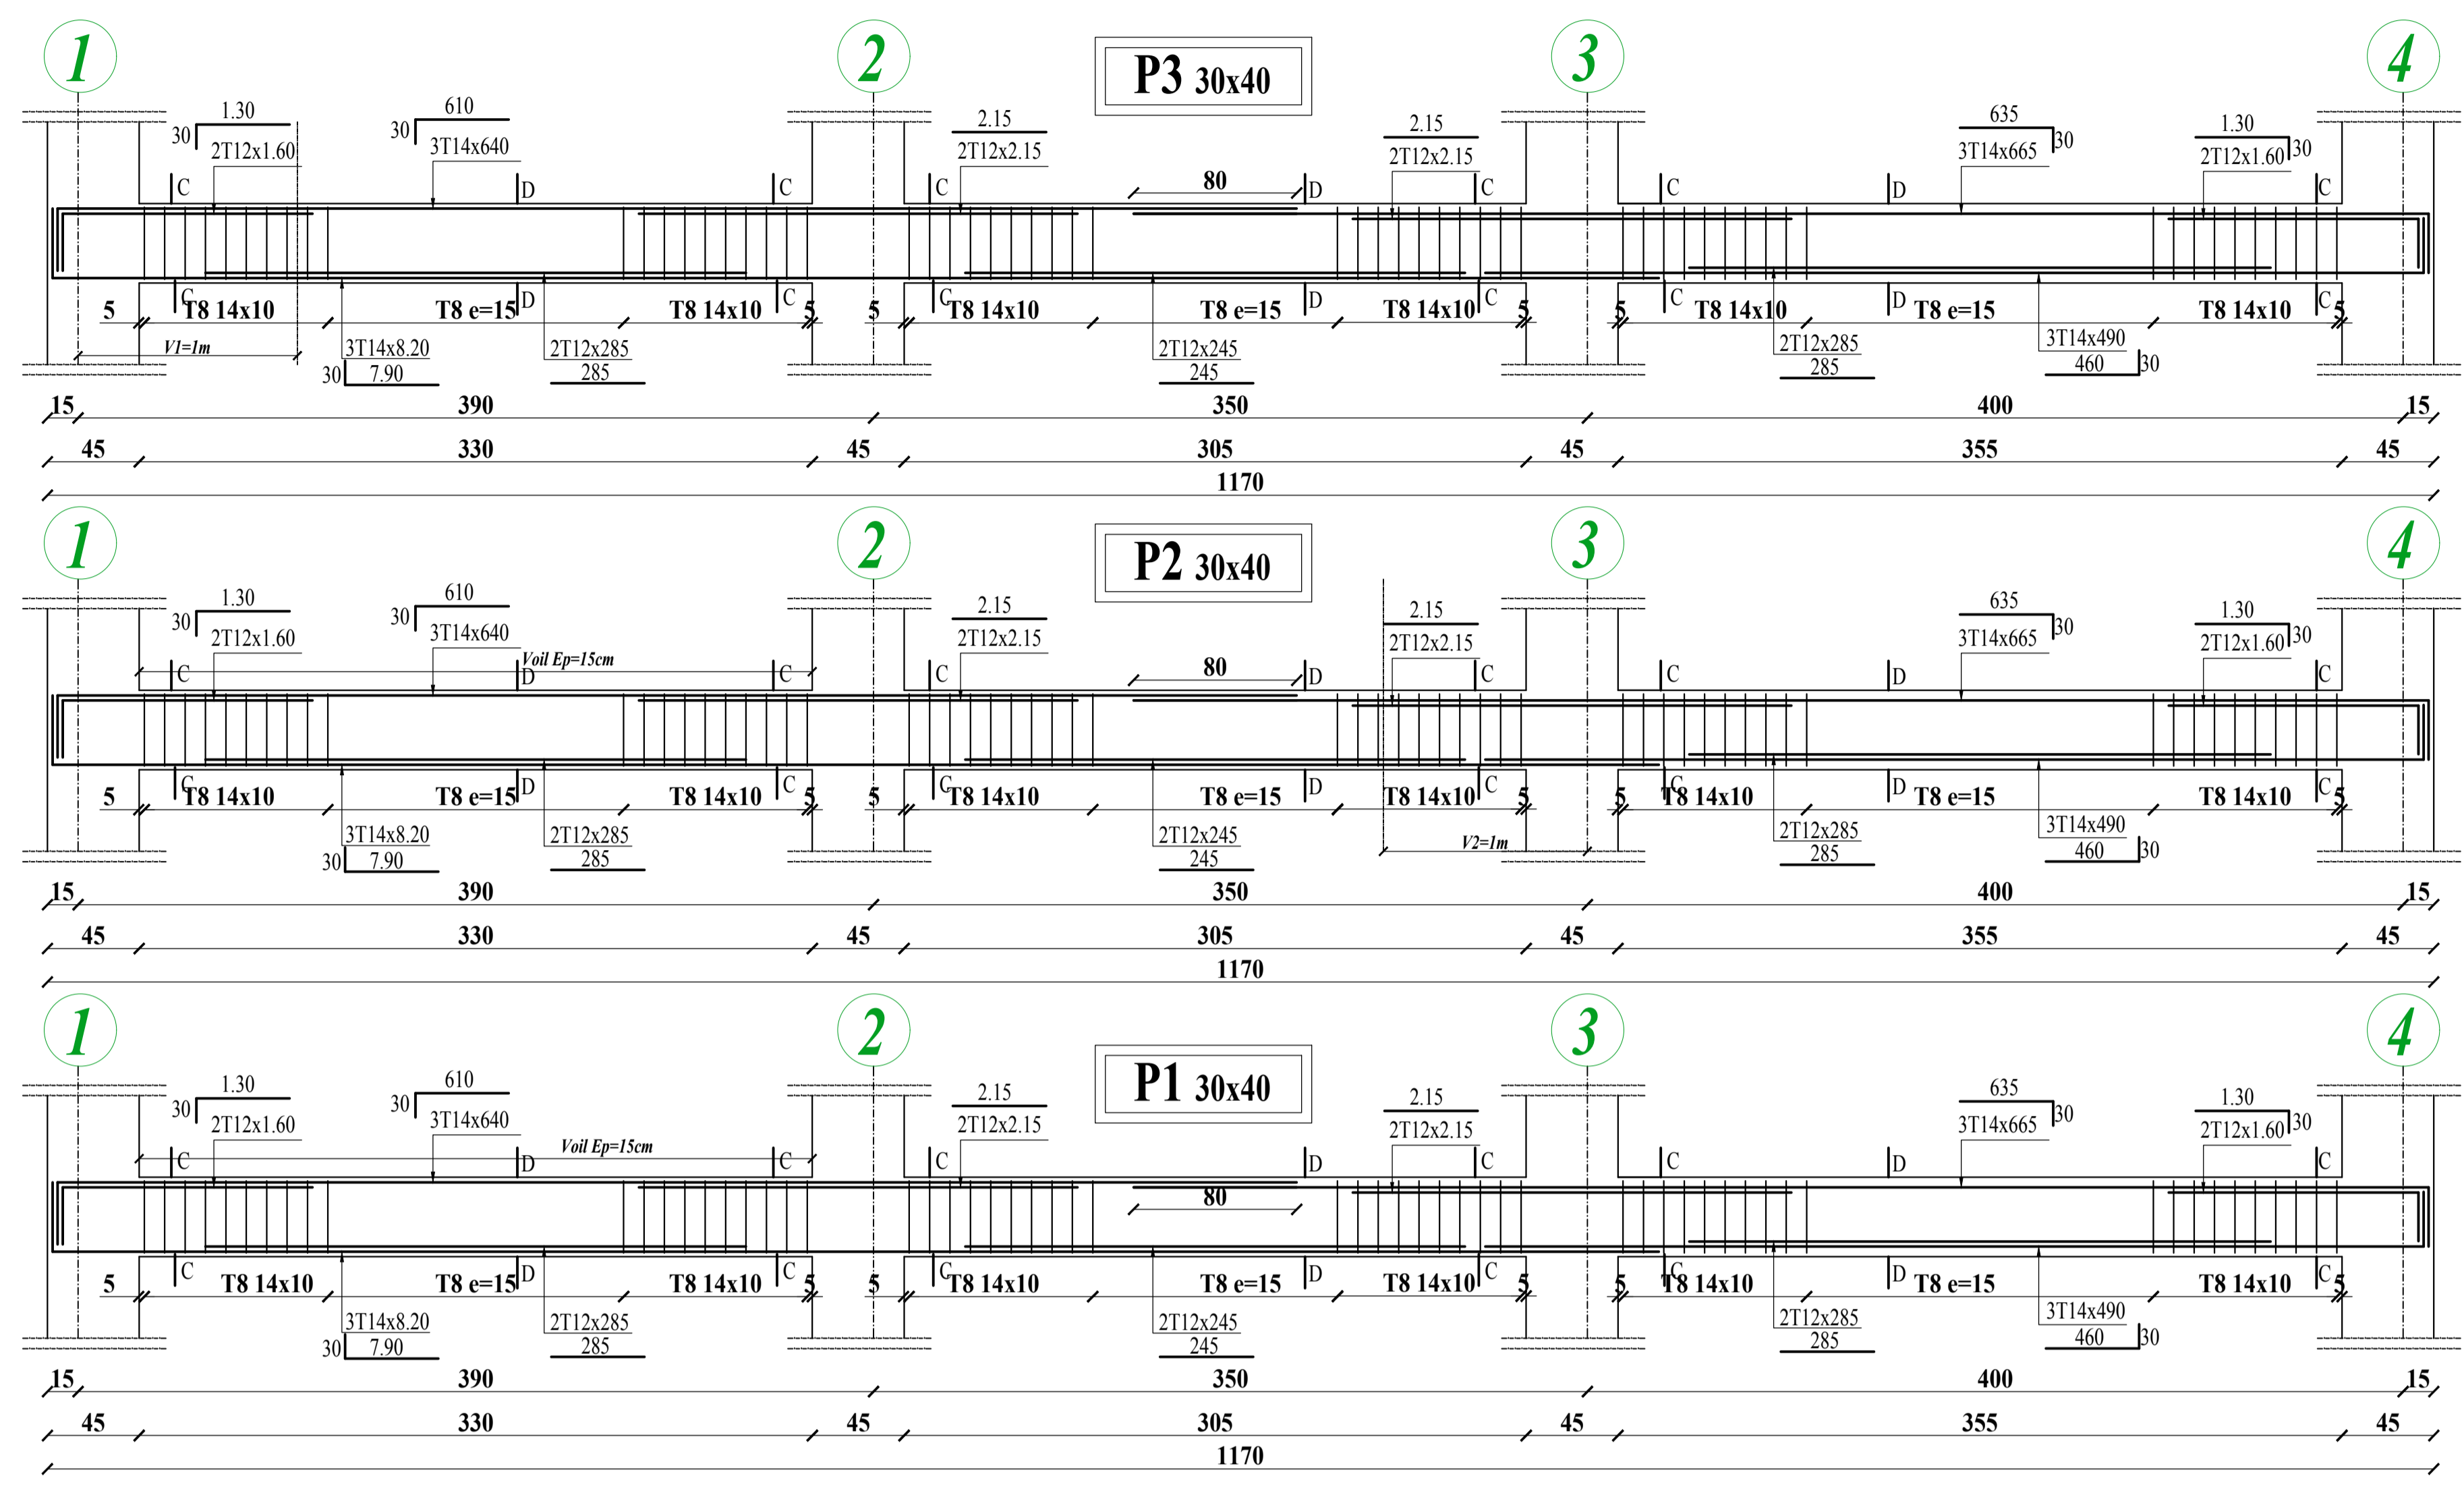 1 2 3 4
P3 30x40
1.30 610 2.15 2.15 635 1.30
30 30 30 30
2T12x1.60 3T14x640 2T12x2.15 2T12x2.15 3T14x665 2T12x1.60
80
C D C C D C C D C
C D C C D C C D C
5 T8 14x10 T8 e=15 T8 14x10 5 5 T8 14x10 T8 e=15 T8 14x10 5 5 T8 14x10 T8 e=15 T8 14x10 5
V1=1m
3T14x8.20 2T12x285 2T12x245 2T12x285 3T14x490
30 7.90 285 245 285 460 30
15 390 350 400 15
45 330 45 305 45 355 45
1170
1 2 3 4
P2 30x40
1.30 610 2.15 2.15 635 1.30
30 30 30 30
2T12x1.60 3T14x640 2T12x2.15 2T12x2.15 3T14x665 2T12x1.60
Voil Ep=15cm
80
C D C C D C C D C
C D C C D C C D C
5 T8 14x10 T8 e=15 T8 14x10 5 5 T8 14x10 T8 e=15 T8 14x10 5 5 T8 14x10 T8 e=15 T8 14x10 5
V2=1m
3T14x8.20 2T12x285 2T12x245 2T12x285 3T14x490
30 7.90 285 245 285 460 30
15 390 350 400 15
45 330 45 305 45 355 45
1170
1 2 3 4
P1 30x40
1.30 610 2.15 2.15 635 1.30
30 30 30 30
2T12x1.60 3T14x640 2T12x2.15 2T12x2.15 3T14x665 2T12x1.60
Voil Ep=15cm
C D C C D C C D C
80
C D C C D C C D C
5 T8 14x10 T8 e=15 T8 14x10 5 5 T8 14x10 T8 e=15 T8 14x10 5 5 T8 14x10 T8 e=15 T8 14x10 5
3T14x8.20 2T12x285 2T12x245 2T12x285 3T14x490
30 7.90 285 245 285 460 30
15 390 350 400 15
45 330 45 305 45 355 45
1170